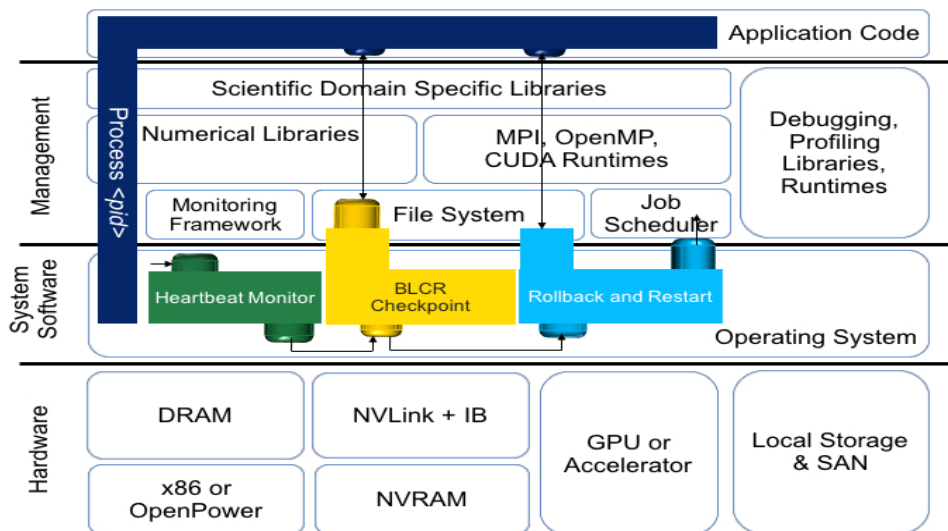 Application Code
Process <pid>
Management
Scientific Domain Specific Libraries
Numerical Libraries
MPI, OpenMP,
CUDA Runtimes
Debugging,
Profiling
Libraries,
Runtimes
Monitoring
Framework
File System
Job
Scheduler
System
Software
Heartbeat Monitor
BLCR
Checkpoint
Rollback and Restart
Operating System
Hardware
DRAM
NVLink + IB
GPU or
Accelerator
Local Storage
& SAN
x86 or
OpenPower
NVRAM